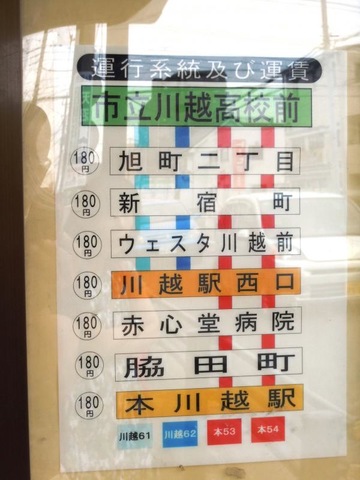 運行系統及び運賃
市立川越高校前
180円 旭町二丁目
180円 新宿町
180円 ウェスタ川越前
180円 川越駅西口
180円 赤心堂病院
180円 脇田町
180円 本川越駅
川越61 川越62 本53 本54